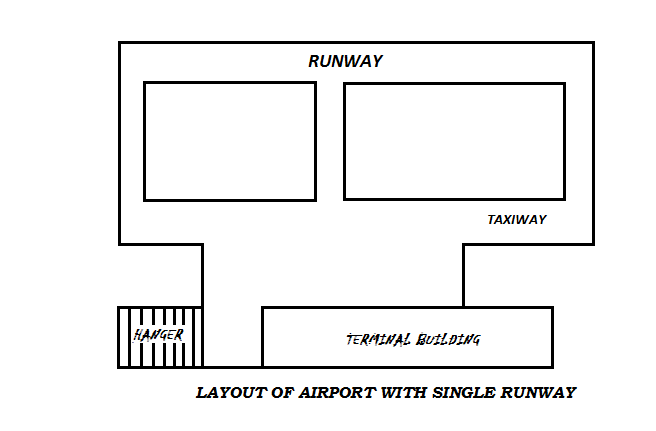 RUNWAY
TAXIWAY
HANGER
TERMINAL BUILDING
LAYOUT OF AIRPORT WITH SINGLE RUNWAY